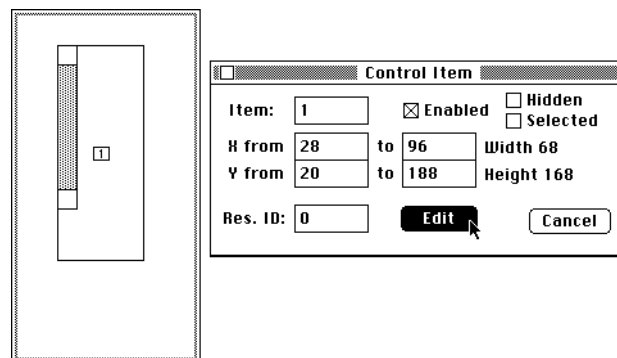 1
Control Item
Item: 1 Enabled Hidden
Selected
X from 28 to 96 Width 68
Y from 20 to 188 Height 168
Res. ID: 0 Edit Cancel